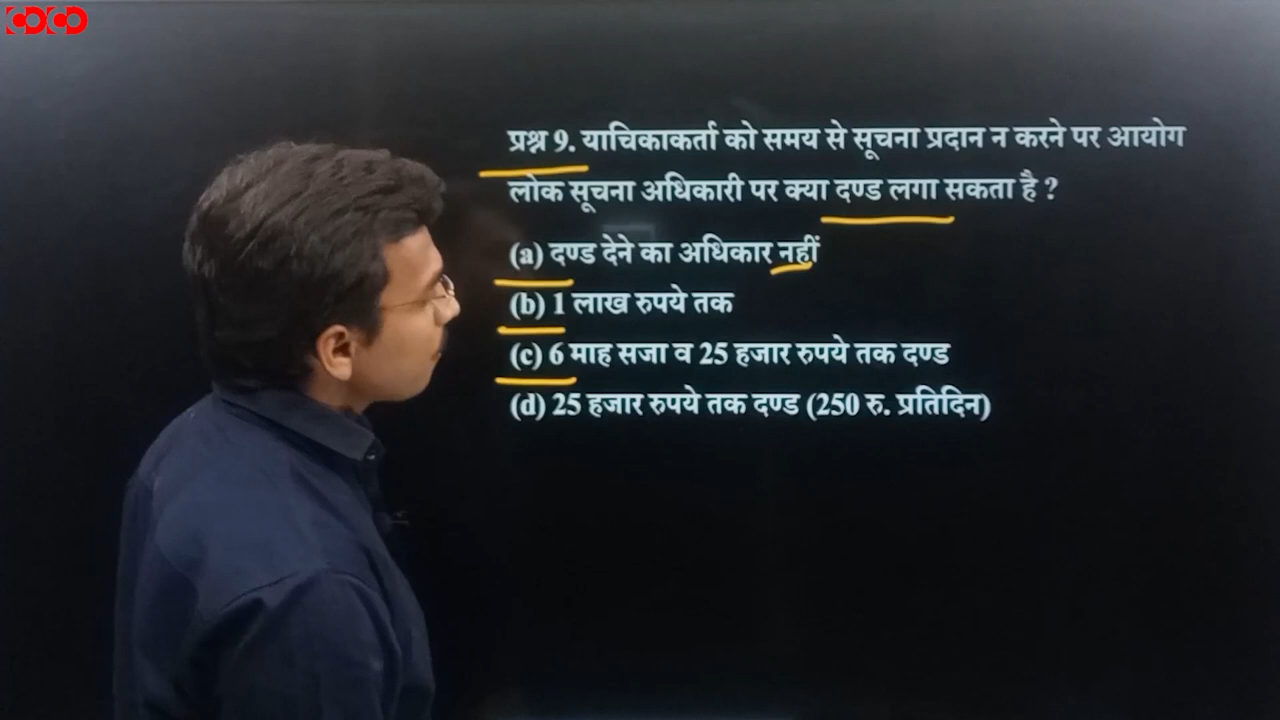 COCO
प्रश्न 9. याचिकाकर्ता को समय से सूचना प्रदान न करने पर आयोग
लोक सूचना अधिकारी पर क्या दण्ड लगा सकता है ?
(a) दण्ड देने का अधिकार नहीं
(b) 1 लाख रुपये तक
(c) 6 माह सजा व 25 हजार रुपये तक दण्ड
(d) 25 हजार रुपये तक दण्ड (250 रु. प्रतिदिन)